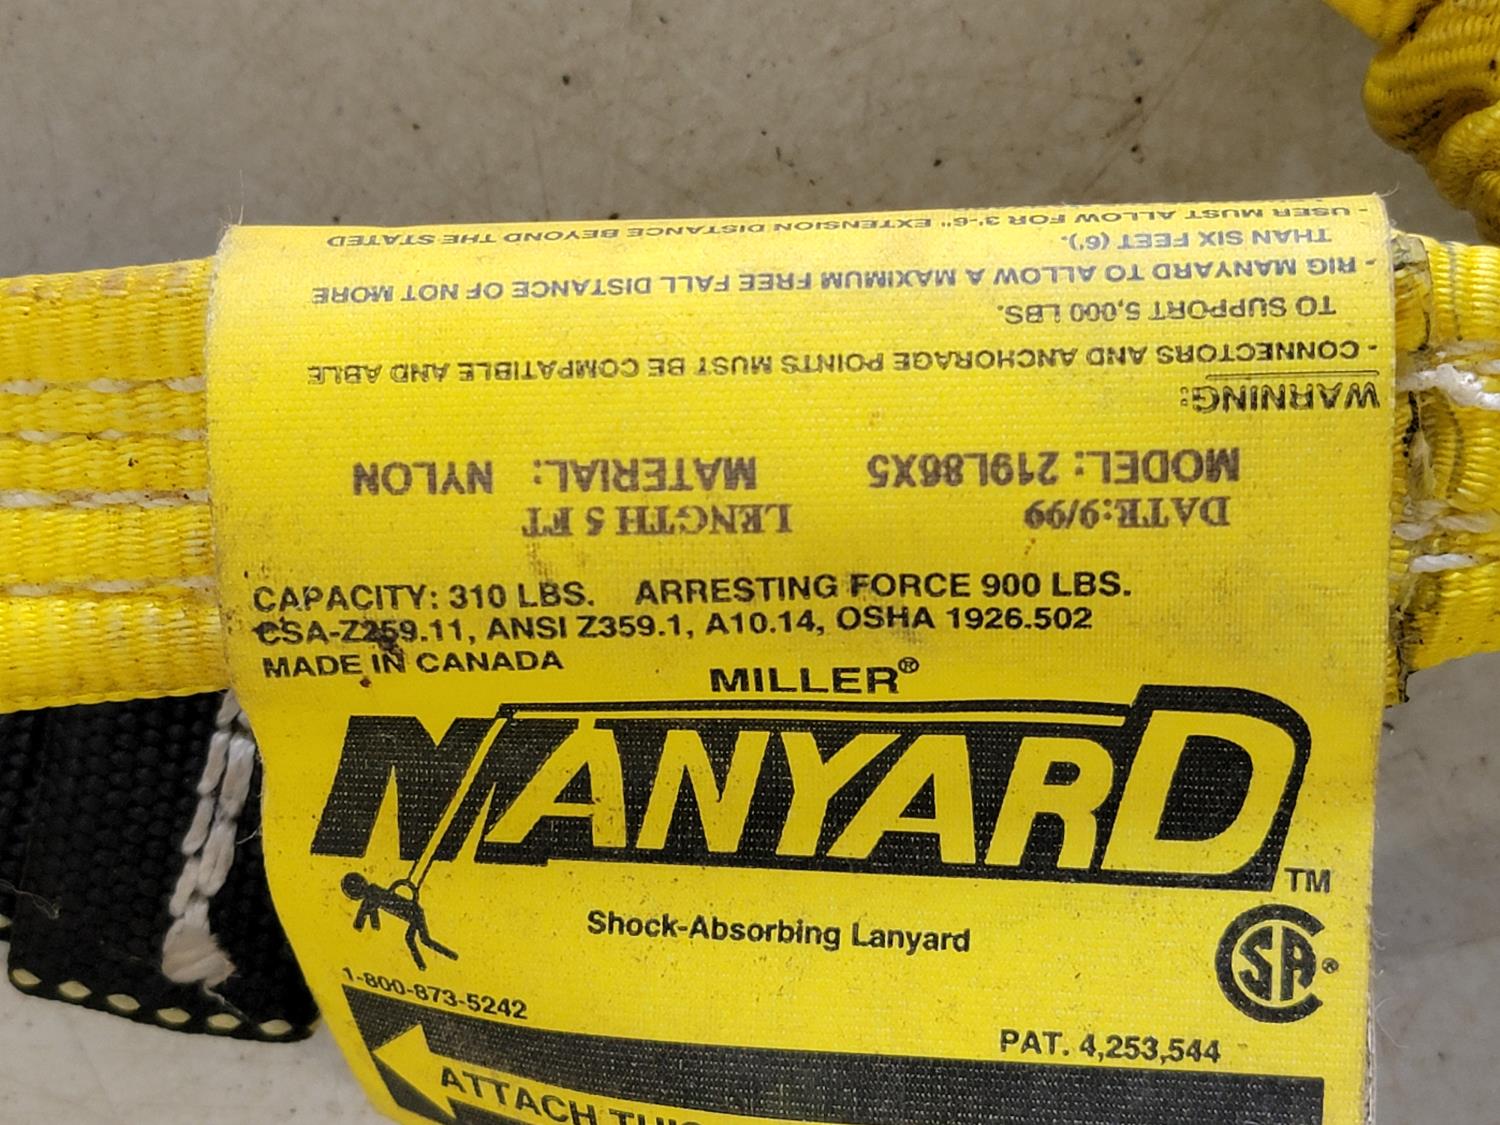 WARNING:
- CONNECTORS AND ANCHORAGE POINTS MUST BE COMPATIBLE AND ABLE
TO SUPPORT 5,000 LBS.
- RIG MANYARD TO ALLOW A MAXIMUM FREE FALL DISTANCE OF NOT MORE
THAN SIX FEET (6').
- USER MUST ALLOW FOR 3'-6" EXTENSION DISTANCE BEYOND THE STATED
DATE:9/99 LENGTH 5 FT
MODEL: 219L86X5 MATERIAL: NYLON
CAPACITY: 310 LBS. ARRESTING FORCE 900 LBS.
CSA-Z259.11, ANSI Z359.1, A10.14, OSHA 1926.502
MADE IN CANADA
MILLER®
MANYARD TM
Shock-Absorbing Lanyard
CSA®
1-800-873-5242
PAT. 4,253,544
ATTACH